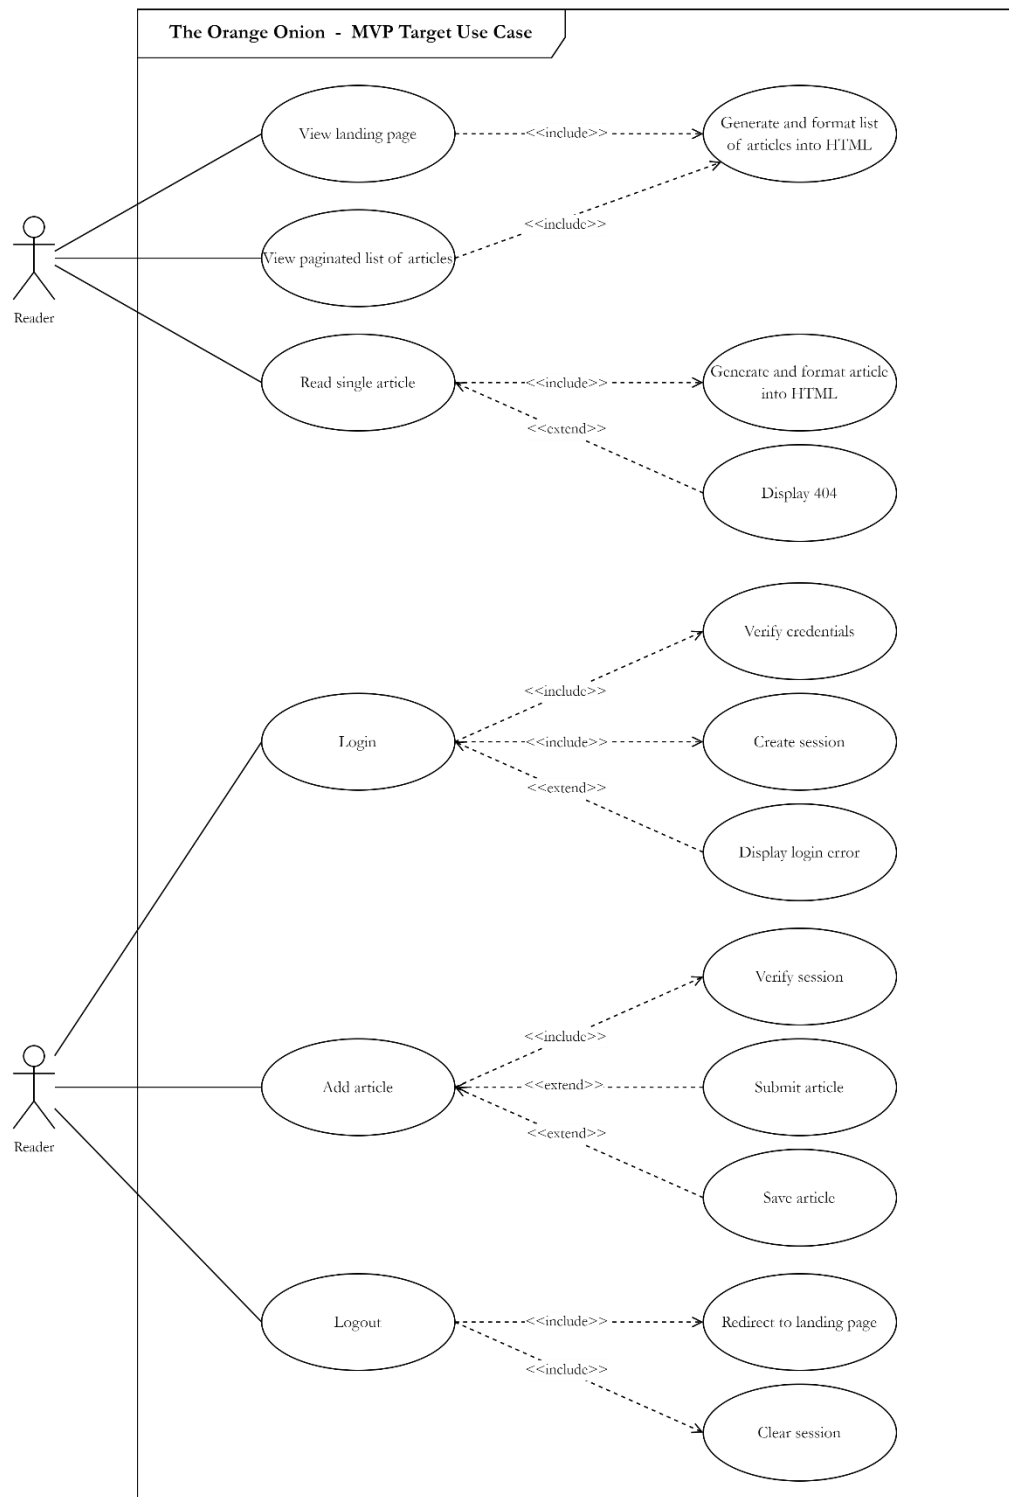 The Orange Onion - MVP Target Use Case
View landing page
<<include>>
Generate and format list
of articles into HTML
<<include>>
View paginated list of articles
Reader
Read single article
<<include>>
Generate and format article
into HTML
<<extend>>
Display 404
Verify credentials
<<include>>
Login
<<include>>
Create session
<<extend>>
Display login error
Verify session
<<include>>
Add article
<<extend>>
Submit article
<<extend>>
Reader
Save article
Logout
<<include>>
Redirect to landing page
<<include>>
Clear session